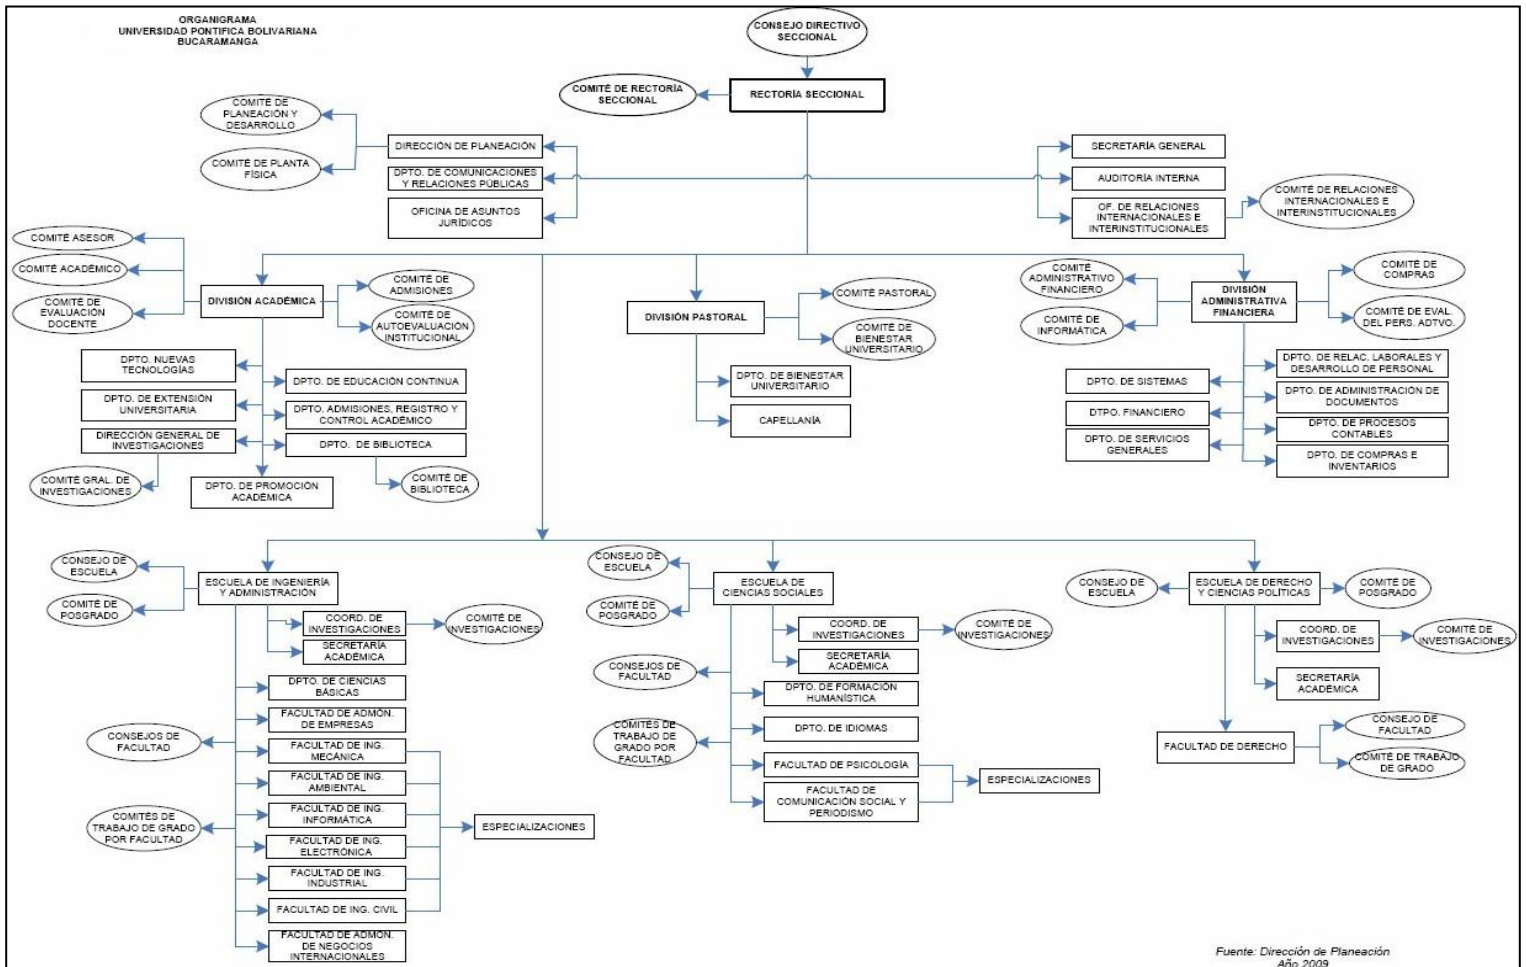 ORGANIGRAMA
UNIVERSIDAD PONTIFICA BOLIVARIANA
BUCARAMANGA
CONSEJO DIRECTIVO
SECCIONAL
COMITÉ DE RECTORÍA
SECCIONAL
RECTORÍA SECCIONAL
COMITÉ DE
PLANEACIÓN Y
DESARROLLO
COMITÉ DE PLANTA
FÍSICA
DIRECCIÓN DE PLANEACIÓN
DPTO. DE COMUNICACIONES
Y RELACIONES PÚBLICAS
OFICINA DE ASUNTOS
JURÍDICOS
SECRETARÍA GENERAL
AUDITORÍA INTERNA
OF. DE RELACIONES
INTERNACIONALES E
INTERINSTITUCIONALES
COMITÉ DE RELACIONES
INTERNACIONALES E
INTERINSTITUCIONALES
COMITÉ ASESOR
COMITÉ ACADÉMICO
COMITÉ DE
EVALUACIÓN
DOCENTE
DIVISIÓN ACADÉMICA
COMITÉ DE
ADMISIONES
COMITÉ DE
AUTOEVALUACIÓN
INSTITUCIONAL
DIVISIÓN PASTORAL
COMITÉ PASTORAL
COMITÉ DE
BIENESTAR
UNIVERSITARIO
COMITÉ
ADMINISTRATIVO
FINANCIERO
COMITÉ DE
INFORMÁTICA
DIVISIÓN
ADMINISTRATIVA
FINANCIERA
COMITÉ DE
COMPRAS
COMITÉ DE EVAL.
DEL PERS. ADTVO.
DPTO. NUEVAS
TECNOLOGÍAS
DPTO. DE EXTENSIÓN
UNIVERSITARIA
DIRECCIÓN GENERAL DE
INVESTIGACIONES
COMITÉ GRAL. DE
INVESTIGACIONES
DPTO. DE EDUCACIÓN CONTINUA
DPTO. ADMISIONES, REGISTRO Y
CONTROL ACADÉMICO
DPTO. DE BIBLIOTECA
DPTO. DE PROMOCIÓN
ACADÉMICA
COMITÉ DE
BIBLIOTECA
DPTO. DE BIENESTAR
UNIVERSITARIO
CAPELLANÍA
DPTO. DE SISTEMAS
DTPO. FINANCIERO
DPTO. DE SERVICIOS
GENERALES
DPTO. DE RELAC. LABORALES Y
DESARROLLO DE PERSONAL
DPTO. DE ADMINISTRACIÓN DE
DOCUMENTOS
DPTO. DE PROCESOS
CONTABLES
DPTO. DE COMPRAS E
INVENTARIOS
CONSEJO DE
ESCUELA
COMITÉ DE
POSGRADO
ESCUELA DE INGENIERÍA
Y ADMINISTRACIÓN
COORD. DE
INVESTIGACIONES
SECRETARÍA
ACADÉMICA
COMITÉ DE
INVESTIGACIONES
DPTO. DE CIENCIAS
BÁSICAS
FACULTAD DE ADMÓN.
DE EMPRESAS
FACULTAD DE ING.
MECÁNICA
FACULTAD DE ING.
AMBIENTAL
FACULTAD DE ING.
INFORMÁTICA
FACULTAD DE ING.
ELECTRÓNICA
FACULTAD DE ING.
INDUSTRIAL
FACULTAD DE ING. CIVIL
FACULTAD DE ADMÓN.
DE NEGOCIOS
INTERNACIONALES
CONSEJOS DE
FACULTAD
COMITÉS DE
TRABAJO DE GRADO
POR FACULTAD
ESPECIALIZACIONES
CONSEJO DE
ESCUELA
COMITÉ DE
POSGRADO
ESCUELA DE
CIENCIAS SOCIALES
COORD. DE
INVESTIGACIONES
SECRETARÍA
ACADÉMICA
COMITÉ DE
INVESTIGACIONES
CONSEJOS DE
FACULTAD
COMITÉS DE
TRABAJO DE
GRADO POR
FACULTAD
DPTO. DE FORMACIÓN
HUMANÍSTICA
DPTO. DE IDIOMAS
FACULTAD DE PSICOLOGÍA
FACULTAD DE
COMUNICACIÓN SOCIAL Y
PERIODISMO
ESPECIALIZACIONES
CONSEJO DE
ESCUELA
ESCUELA DE DERECHO
Y CIENCIAS POLÍTICAS
COMITÉ DE
POSGRADO
COORD. DE
INVESTIGACIONES
COMITÉ DE
INVESTIGACIONES
SECRETARÍA
ACADÉMICA
FACULTAD DE DERECHO
CONSEJO DE
FACULTAD
COMITÉ DE TRABAJO
DE GRADO
Fuente: Dirección de Planeación
Año 2009